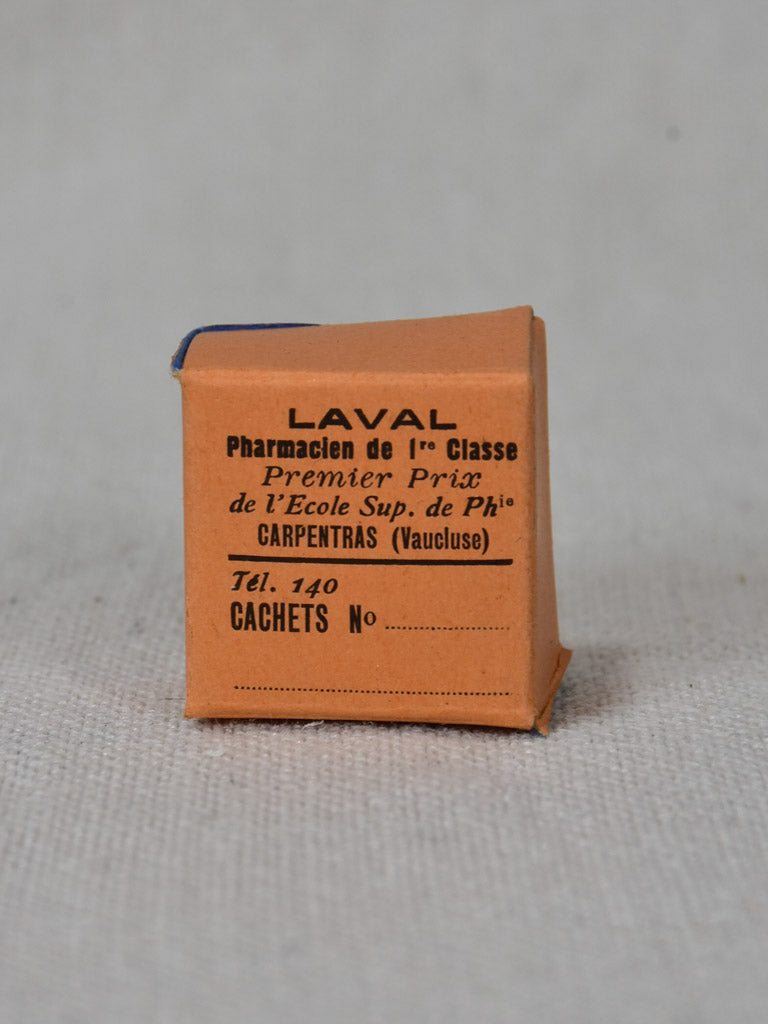 LAVAL
Pharmacien de 1re Classe
Premier Prix
de l'Ecole Sup. de Phie
CARPENTRAS (Vaucluse)
Tél. 140
CACHETS No